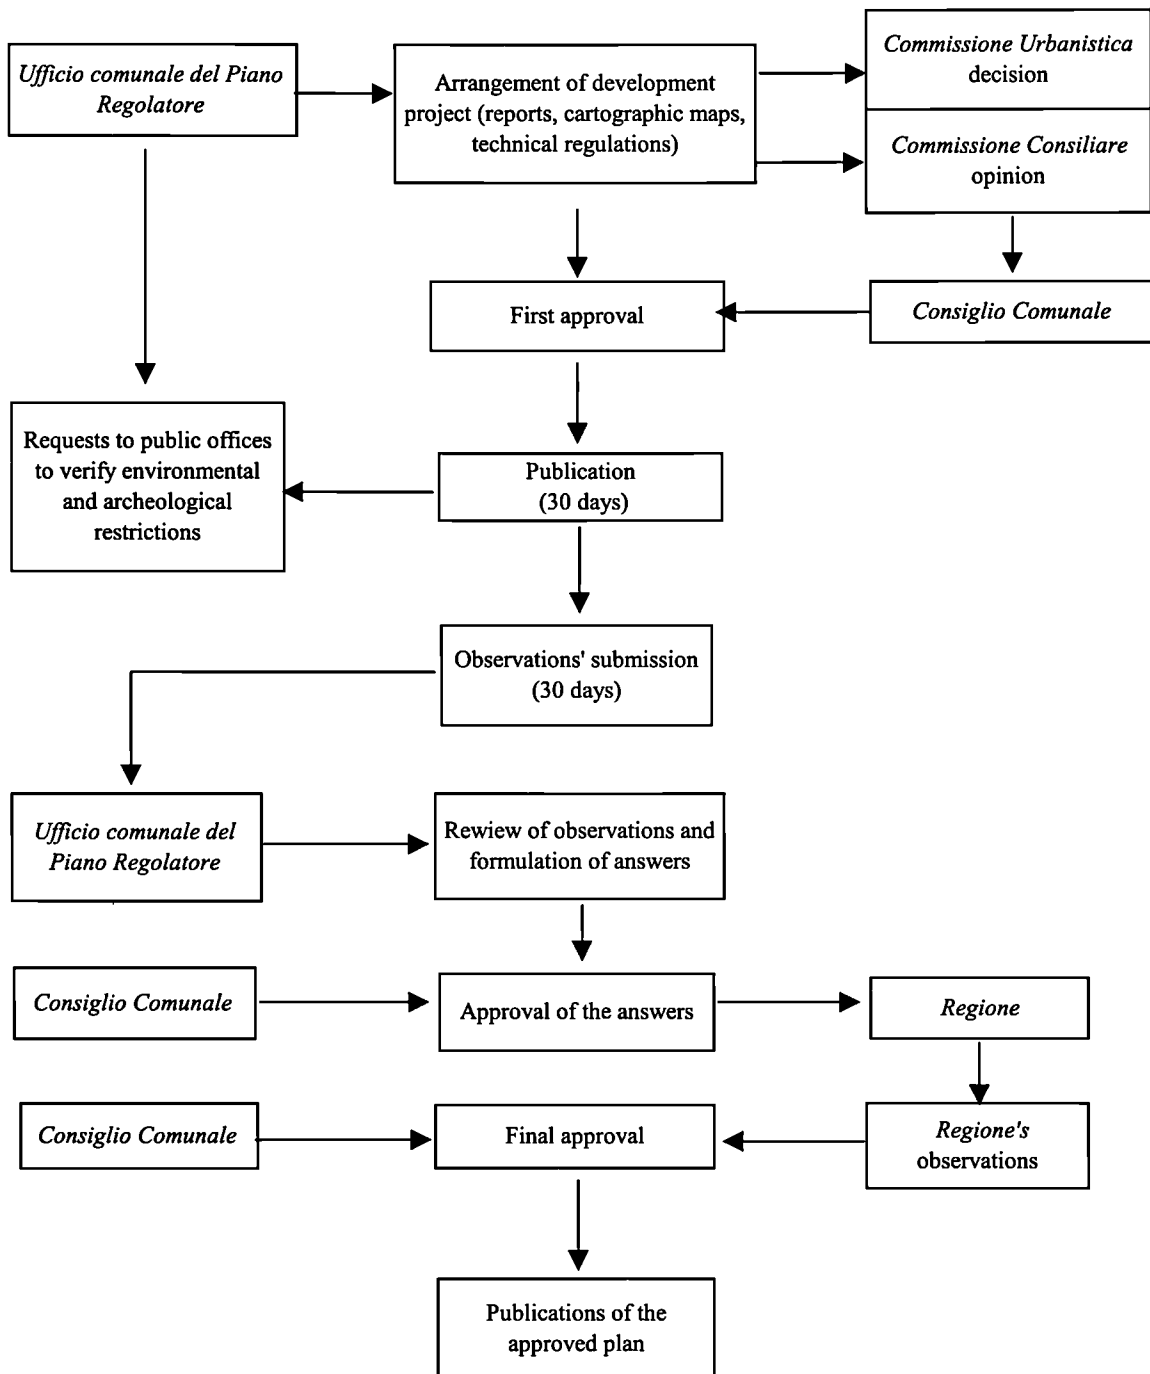 Ufficio comunale del Piano
Regolatore
Arrangement of development
project (reports, cartographic maps,
technical regulations)
Commissione Urbanistica
decision
Commissione Consiliare
opinion
First approval
Consiglio Comunale
Requests to public offices
to verify environmental
and archeological
restrictions
Publication
(30 days)
Observations' submission
(30 days)
Ufficio comunale del
Piano Regolatore
Rewiew of observations and
formulation of answers
Consiglio Comunale
Approval of the answers
Regione
Consiglio Comunale
Final approval
Regione's
observations
Publications of the
approved plan